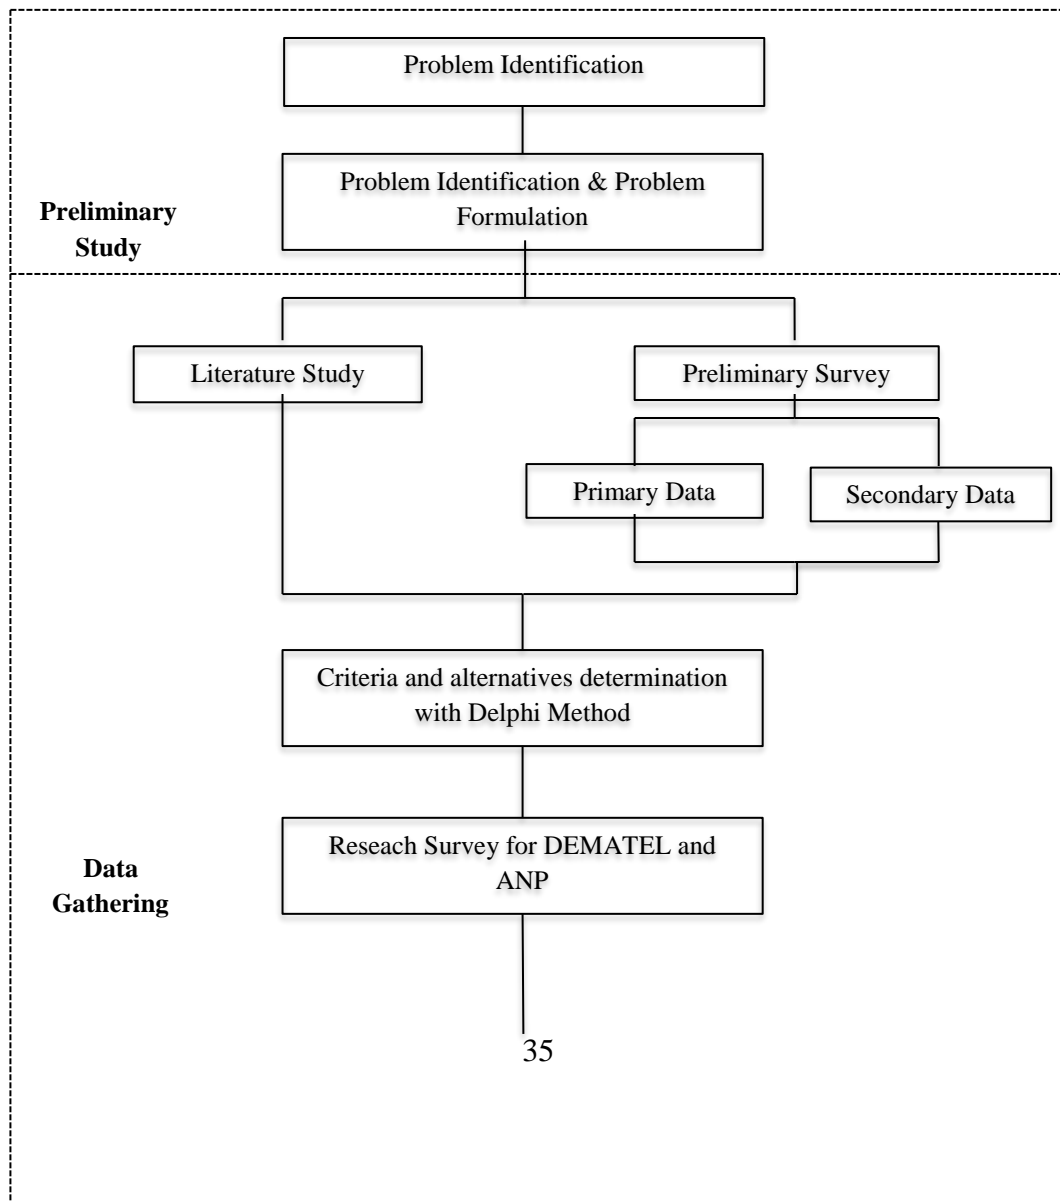 Problem Identification
Problem Identification & Problem
Formulation
Preliminary
Study
Literature Study
Preliminary Survey
Primary Data
Secondary Data
Criteria and alternatives determination
with Delphi Method
Reseach Survey for DEMATEL and
ANP
Data
Gathering
35